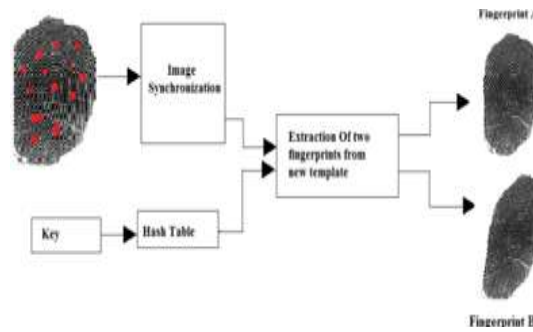 Fingerprint A
Image
Synchronization
Extraction Of two
fingerprints from
new template
Key
Hash Table
Fingerprint B